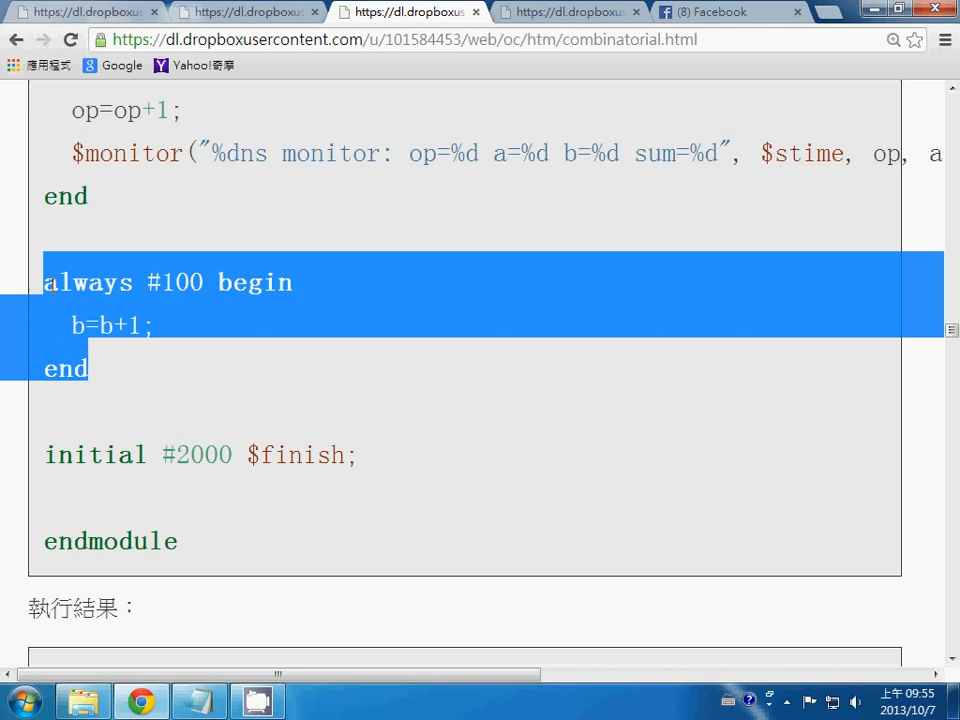 https://dl.dropboxus
https://dl.dropboxus
https://dl.dropboxus
https://dl.dropboxus
(8) Facebook
https://dl.dropboxusercontent.com/u/101584453/web/oc/htm/combinatorial.html
應用程式
Google
Yahoo!奇摩
op=op+1;
$monitor("%dns monitor: op=%d a=%d b=%d sum=%d", $stime, op, a
end
always #100 begin
b=b+1;
end
initial #2000 $finish;
endmodule
執行結果：
上午 09:55
2013/10/7